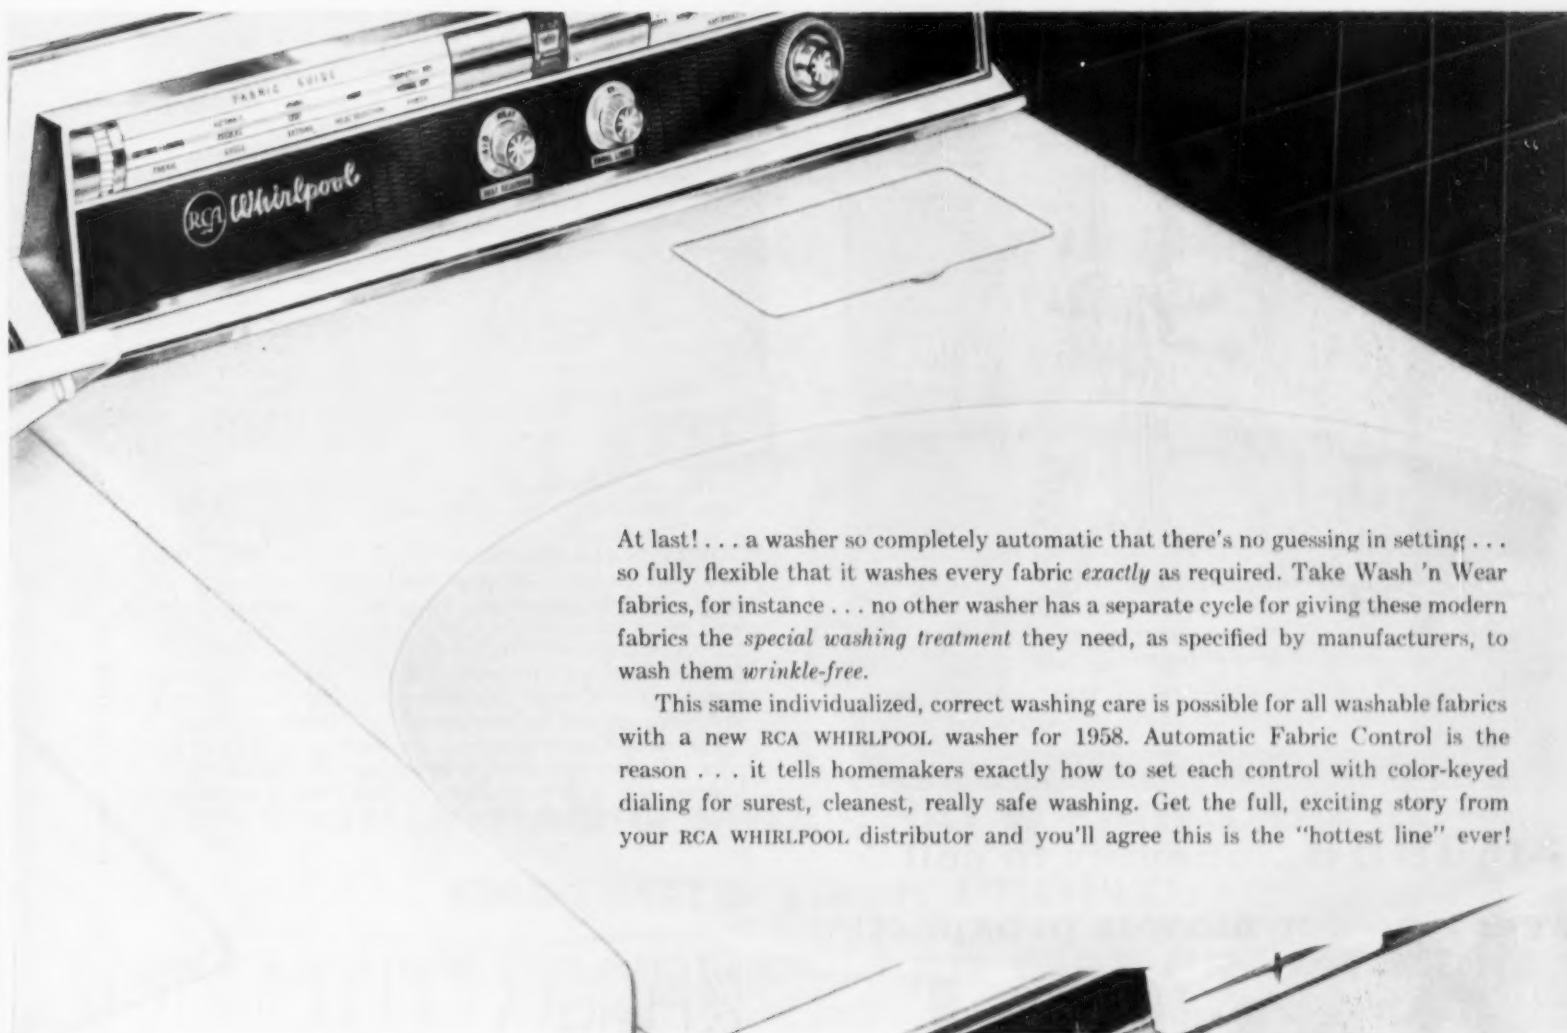 FABRIC GUIDE
RCA Whirlpool
At last! . . . a washer so completely automatic that there's no guessing in setting . . .
so fully flexible that it washes every fabric exactly as required. Take Wash 'n Wear
fabrics, for instance . . . no other washer has a separate cycle for giving these modern
fabrics the special washing treatment they need, as specified by manufacturers, to
wash them wrinkle-free.
This same individualized, correct washing care is possible for all washable fabrics
with a new RCA WHIRLPOOL washer for 1958. Automatic Fabric Control is the
reason . . . it tells homemakers exactly how to set each control with color-keyed
dialing for surest, cleanest, really safe washing. Get the full, exciting story from
your RCA WHIRLPOOL distributor and you'll agree this is the "hottest line" ever!